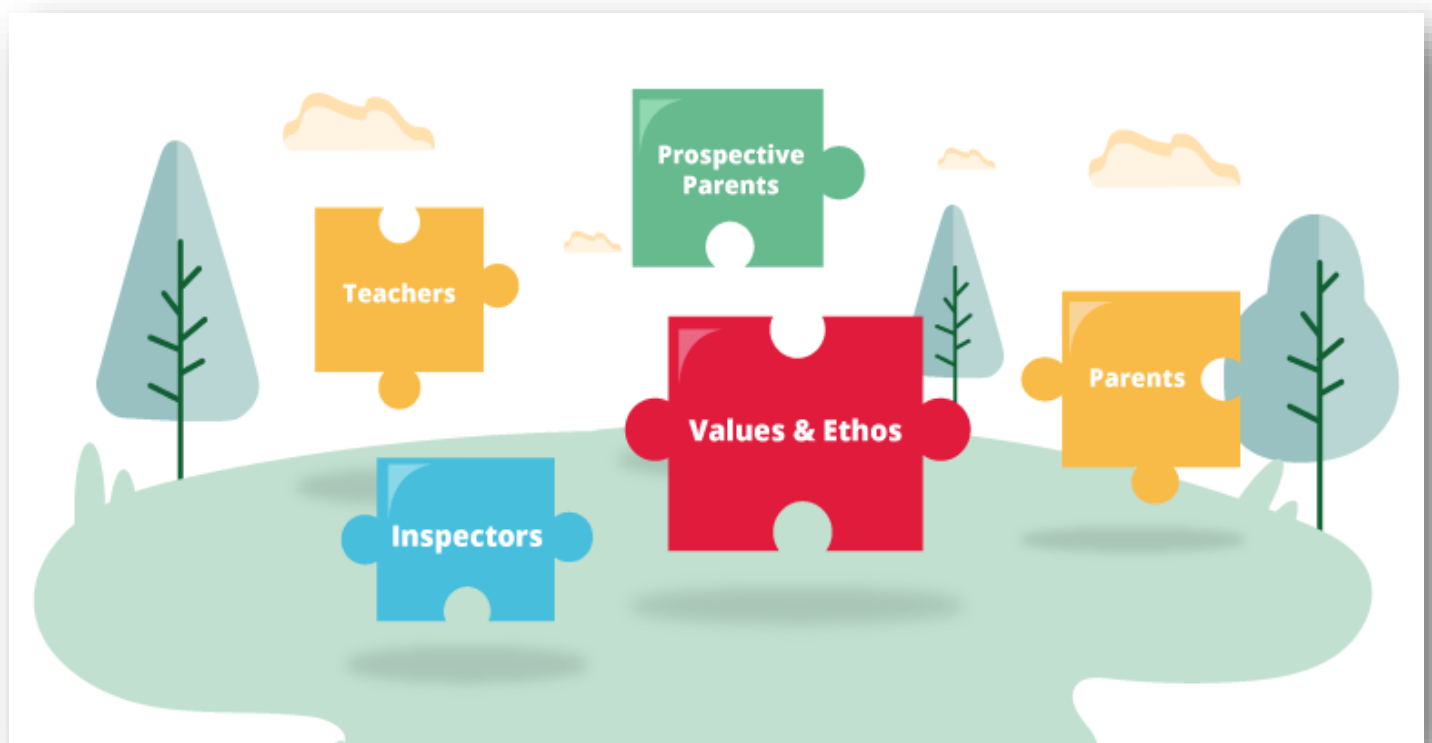 Prospective
Parents
Teachers
Parents
Values & Ethos
Inspectors